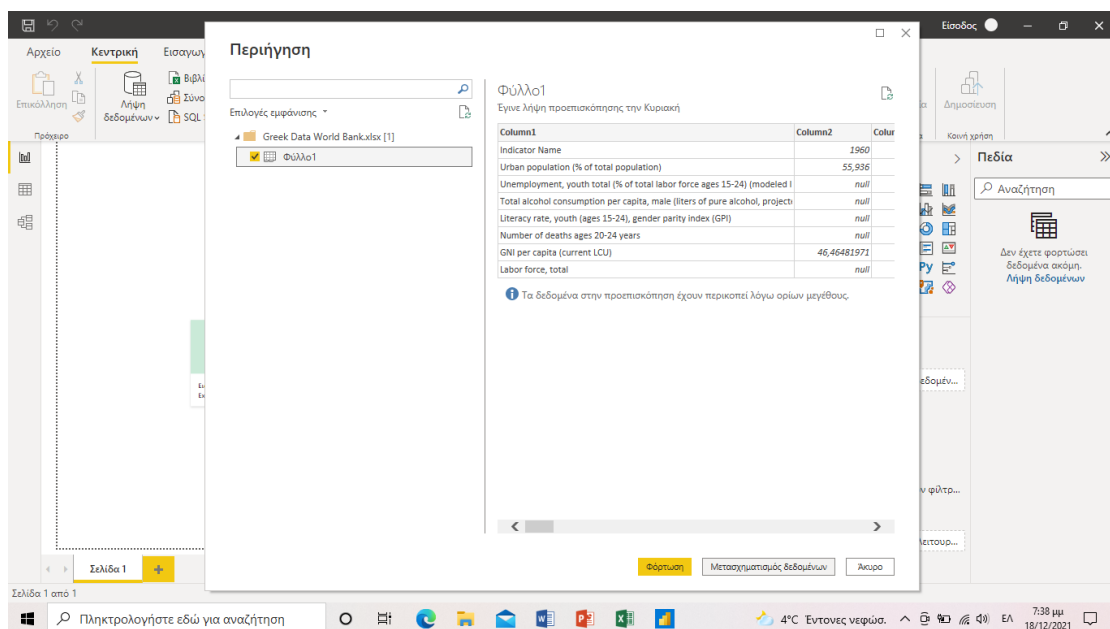 Είσοδος
Αρχείο Κεντρική Εισαγωγ
Επικόλληση
Λήψη δεδομένων
Βιβλι
Σύνο
SQL
Πρόχειρο
Δημοσίευση
Κοινή χρήση
Περιήγηση
Επιλογές εμφάνισης
Greek Data World Bank.xlsx [1]
Φύλλο1
Φύλλο1
Έγινε λήψη προεπισκόπησης την Κυριακή
Column1 Column2 Colur
Indicator Name 1960
Urban population (% of total population) 55,936
Unemployment, youth total (% of total labor force ages 15-24) (modeled I null
Total alcohol consumption per capita, male (liters of pure alcohol, project null
Literacy rate, youth (ages 15-24), gender parity index (GPI) null
Number of deaths ages 20-24 years null
GNI per capita (current LCU) 46,46481971
Labor force, total null
Τα δεδομένα στην προεπισκόπηση έχουν περικοπεί λόγω ορίων μεγέθους.
Φόρτωση Μετασχηματισμός δεδομένων Άκυρο
Πεδία
Αναζήτηση
Δεν έχετε φορτώσει
δεδομένα ακόμη.
Λήψη δεδομένων
Py
εδομέν...
ν φίλτρ...
λειτουρ...
Σελίδα 1
Σελίδα 1 από 1
Πληκτρολογήστε εδώ για αναζήτηση
4°C Έντονες νεφώσ. ΕΛ 7:38 μμ
18/12/2021